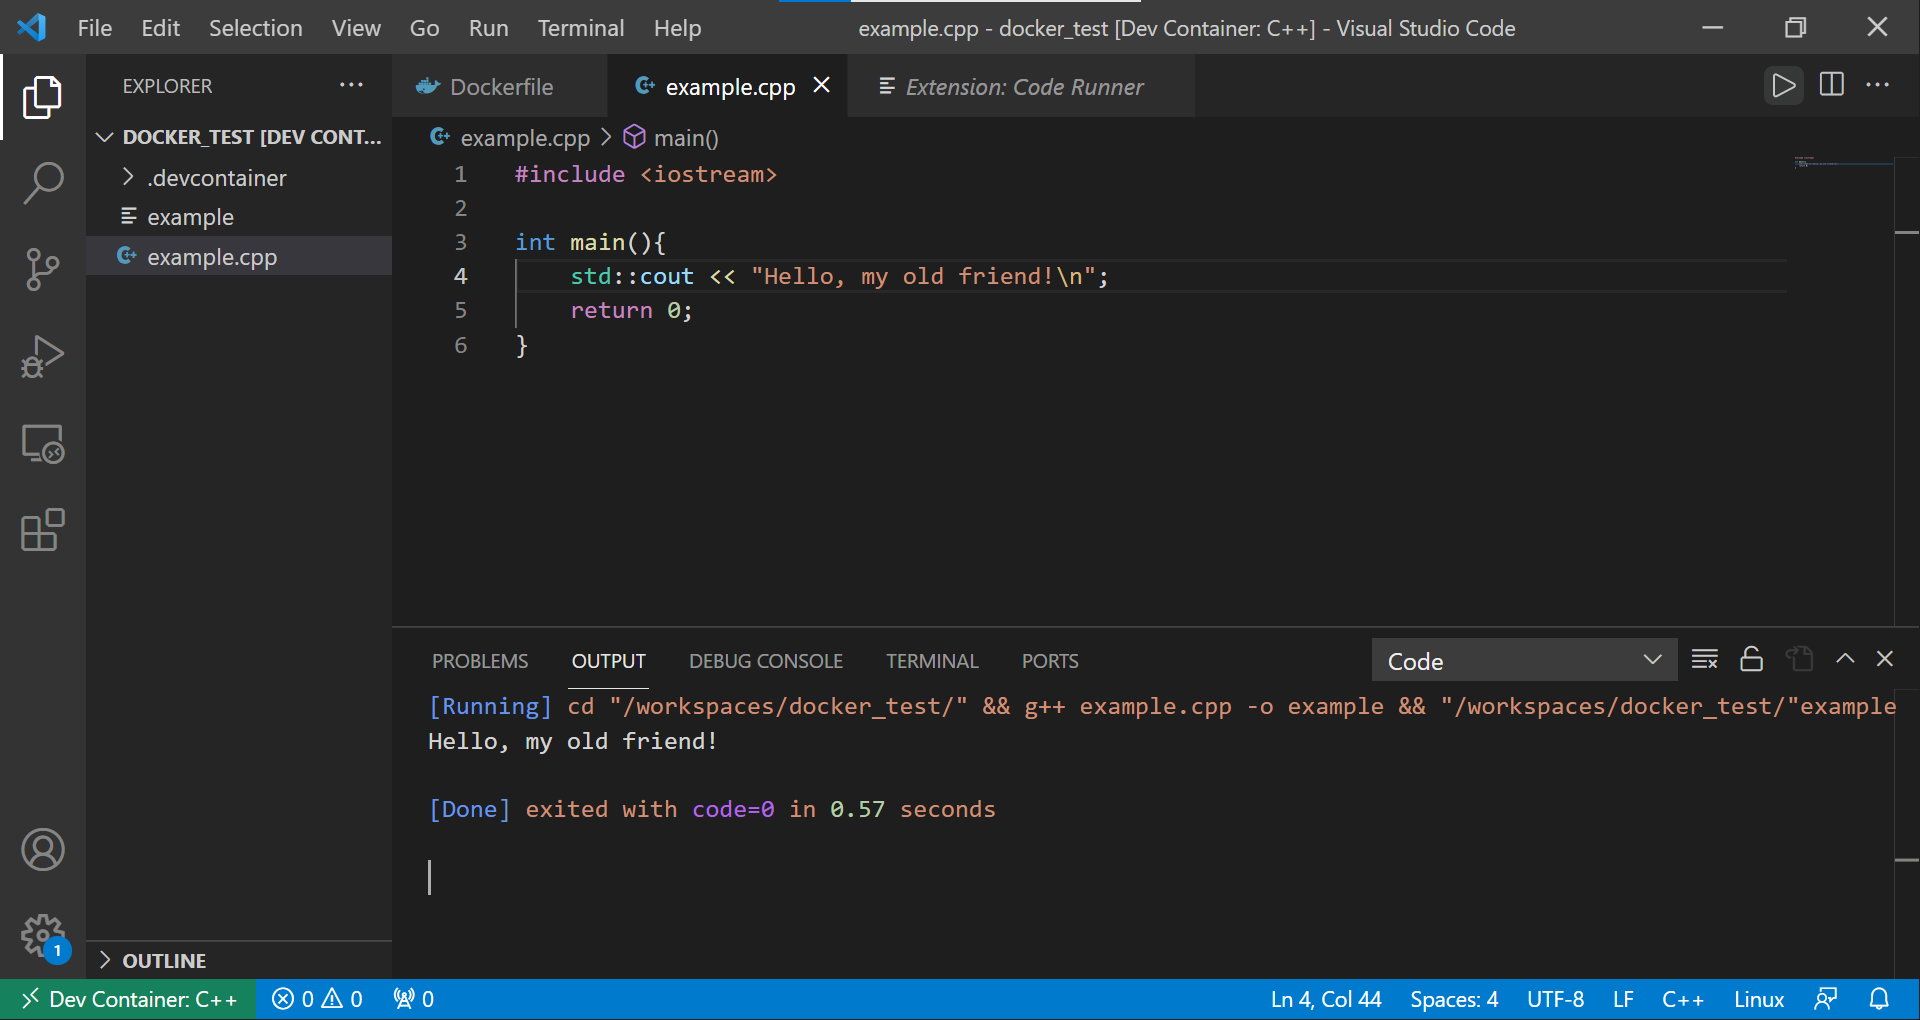 File Edit Selection View Go Run Terminal Help example.cpp - docker_test [Dev Container: C++] - Visual Studio Code
EXPLORER
Dockerfile example.cpp Extension: Code Runner
DOCKER_TEST [DEV CONT...
.devcontainer
example
example.cpp
example.cpp > main()
1 #include <iostream>
2
3 int main(){
4 std::cout << "Hello, my old friend!\n";
5 return 0;
6 }
PROBLEMS OUTPUT DEBUG CONSOLE TERMINAL PORTS Code
[Running] cd "/workspaces/docker_test/" && g++ example.cpp -o example && "/workspaces/docker_test/"example
Hello, my old friend!
[Done] exited with code=0 in 0.57 seconds
1
OUTLINE
Dev Container: C++ 0 0 0 Ln 4, Col 44 Spaces: 4 UTF-8 LF C++ Linux